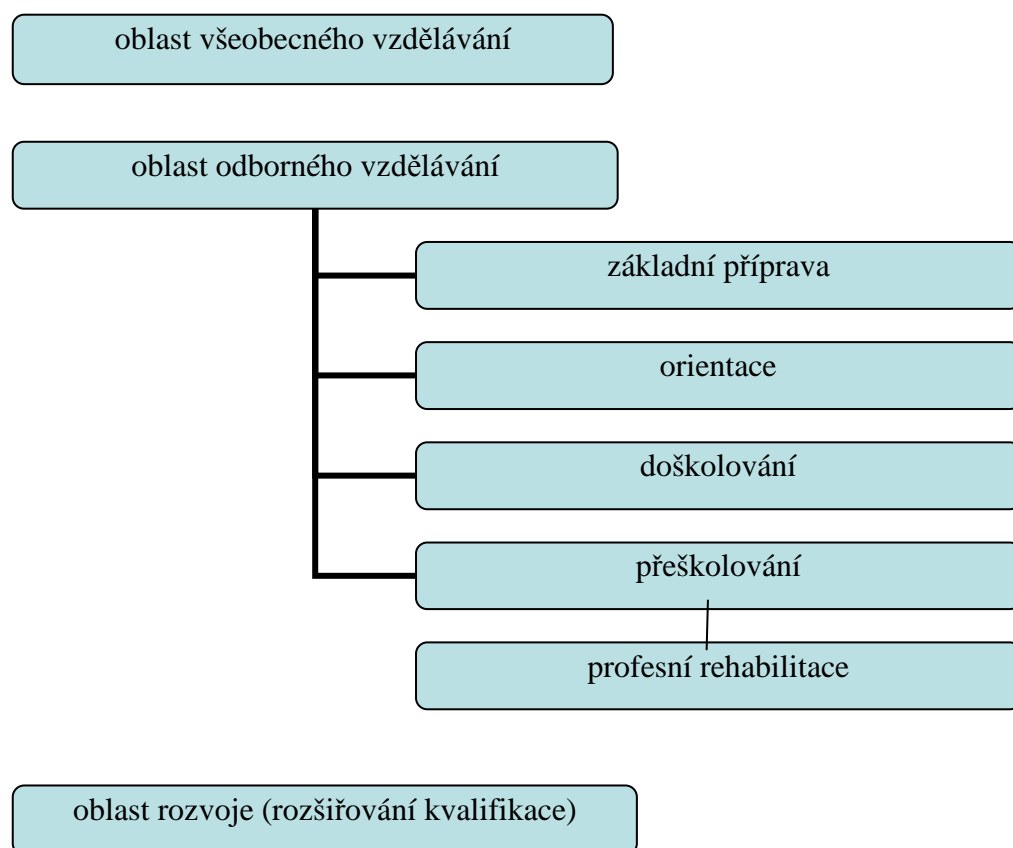 oblast všeobecného vzdělávání
oblast odborného vzdělávání
základní příprava
orientace
doškolování
přeškolování
profesní rehabilitace
oblast rozvoje (rozšiřování kvalifikace)